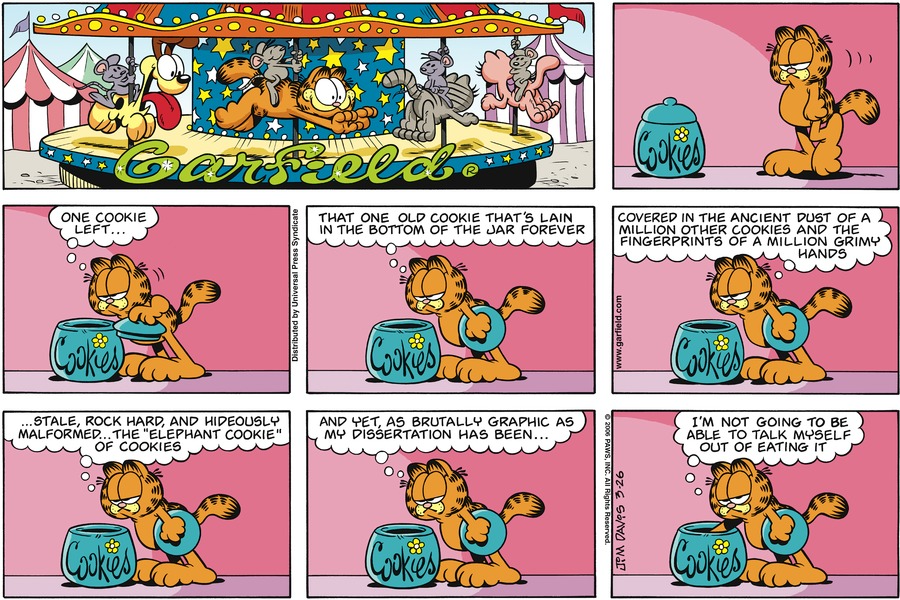 Garfield®
Cookies
ONE COOKIE
LEFT...
Cookies
Distributed by Universal Press Syndicate
THAT ONE OLD COOKIE THAT'S LAIN
IN THE BOTTOM OF THE JAR FOREVER
Cookies
COVERED IN THE ANCIENT DUST OF A
MILLION OTHER COOKIES AND THE
FINGERPRINTS OF A MILLION GRIMY
HANDS
www.garfield.com
Cookies
...STALE, ROCK HARD, AND HIDEOUSLY
MALFORMED...THE "ELEPHANT COOKIE"
OF COOKIES
Cookies
AND YET, AS BRUTALLY GRAPHIC AS
MY DISSERTATION HAS BEEN...
Cookies
© 2006 PAWS, INC. All Rights Reserved.
JIM DAVIS 3-26
I'M NOT GOING TO BE
ABLE TO TALK MYSELF
OUT OF EATING IT
Cookies